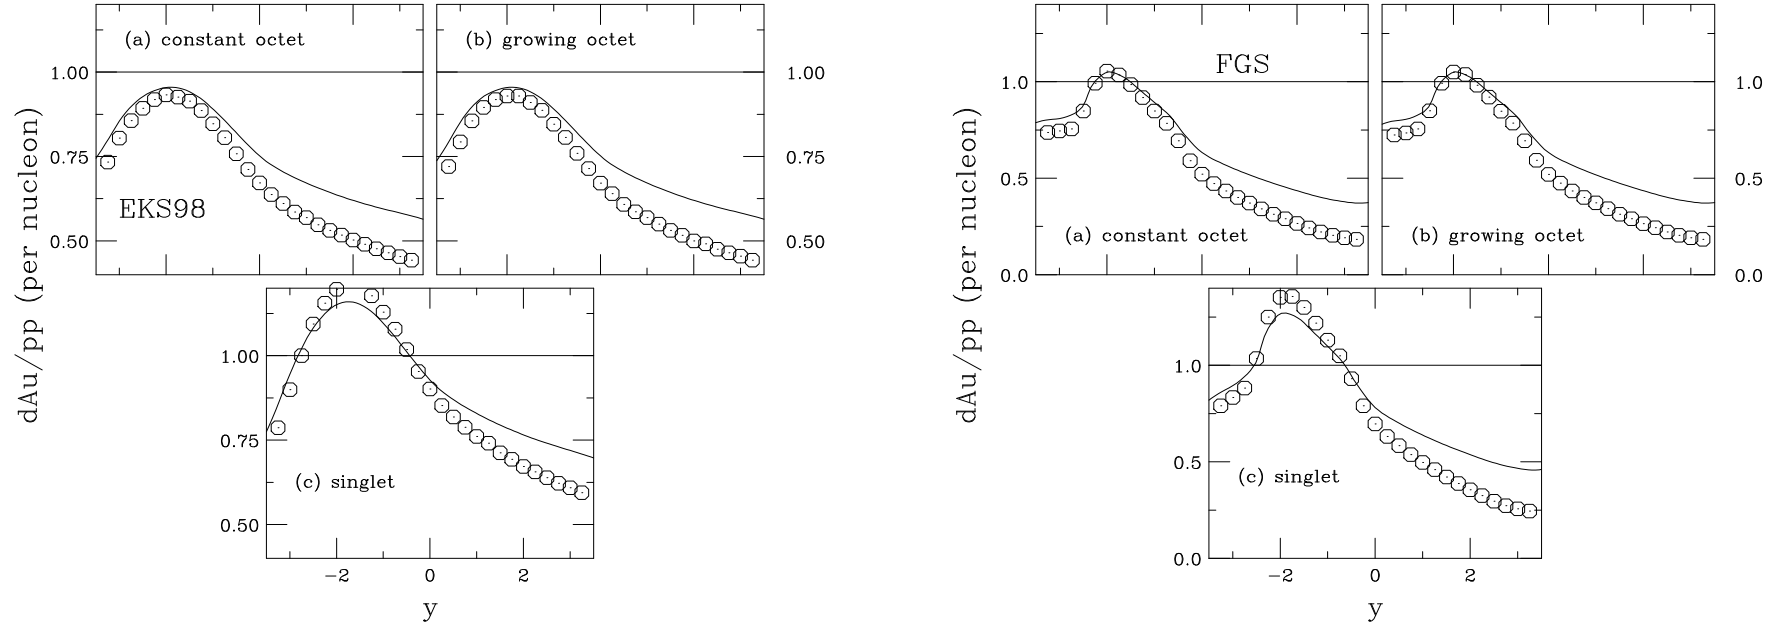 (a) constant octet
(b) growing octet
1.00
0.75
0.50
EKS98
1.00
0.75
0.50
dAu/pp (per nucleon)
1.00
0.75
0.50
(c) singlet
−2
0
2
y
FGS
1.0
0.5
0.0
(a) constant octet
(b) growing octet
1.0
0.5
0.0
dAu/pp (per nucleon)
1.0
0.5
0.0
(c) singlet
−2
0
2
y